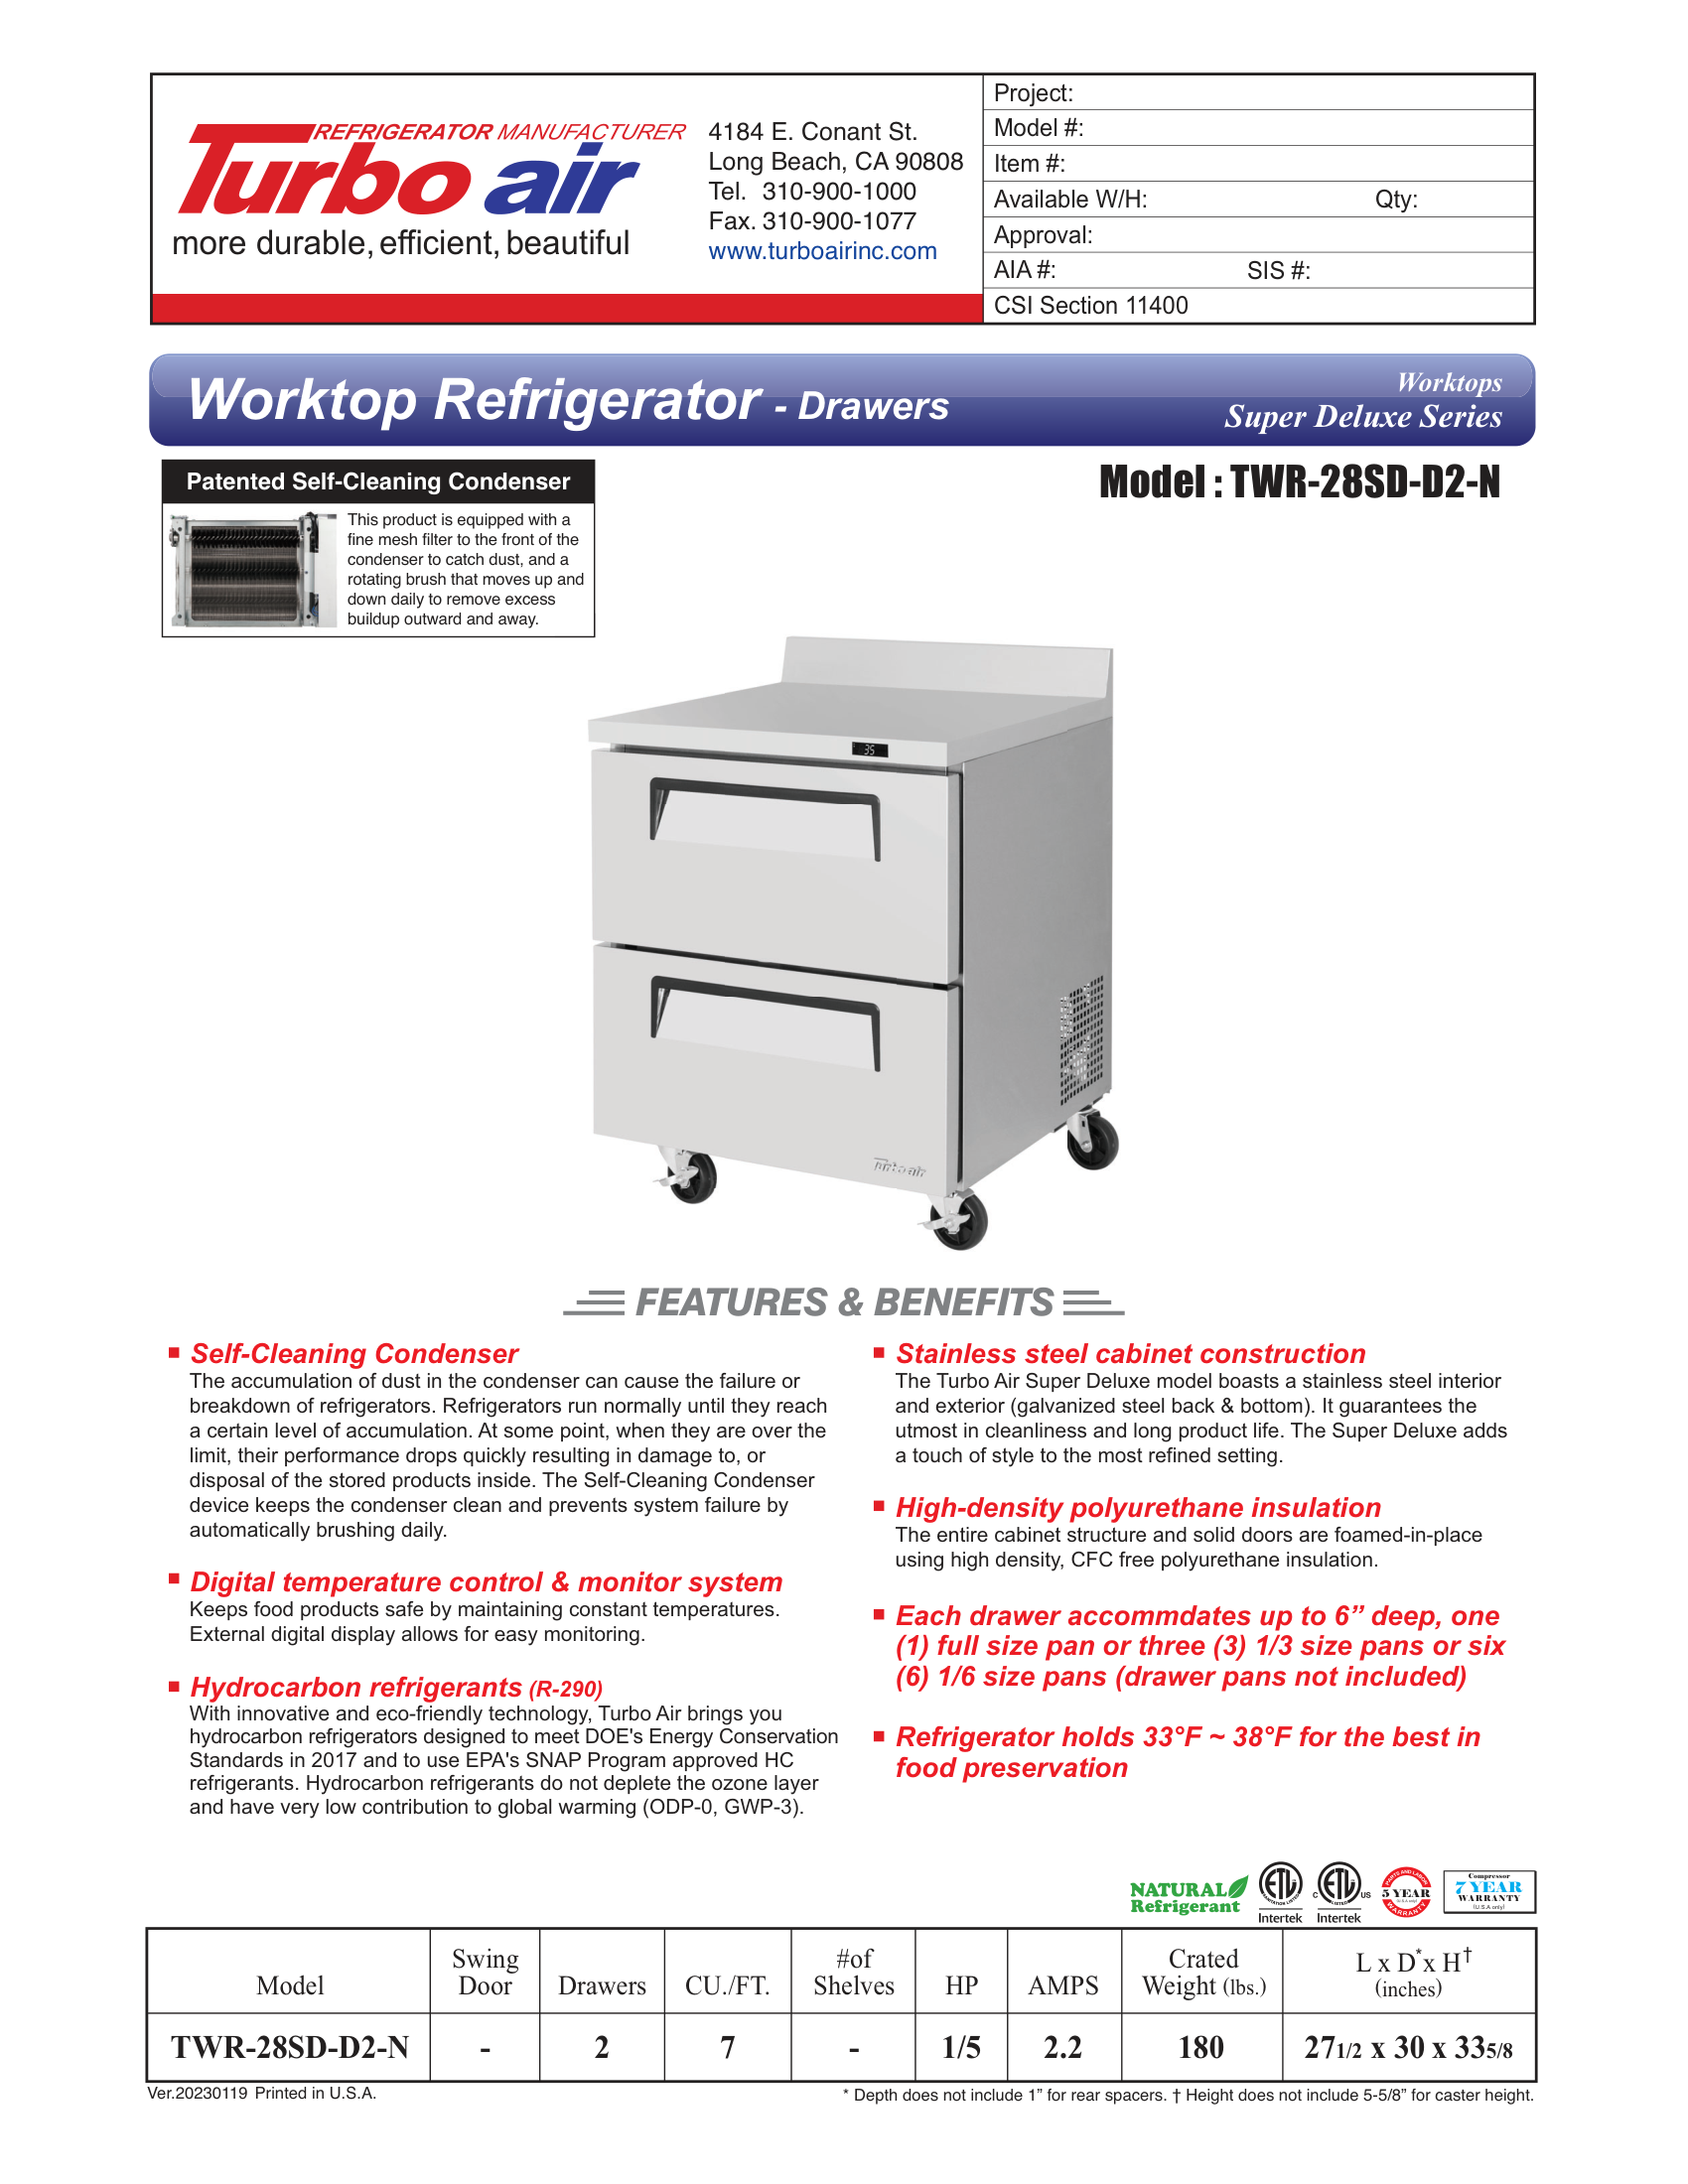 REFRIGERATOR MANUFACTURER
Turbo air
more durable, efficient, beautiful
4184 E. Conant St.
Long Beach, CA 90808
Tel. 310-900-1000
Fax. 310-900-1077
www.turboairinc.com
Project:
Model #:
Item #:
Available W/H: Qty:
Approval:
AIA #: SIS #:
CSI Section 11400
Worktop Refrigerator - Drawers
Worktops
Super Deluxe Series
Patented Self-Cleaning Condenser
This product is equipped with a
fine mesh filter to the front of the
condenser to catch dust, and a
rotating brush that moves up and
down daily to remove excess
buildup outward and away.
Model : TWR-28SD-D2-N
35
Turbo air
FEATURES & BENEFITS
Self-Cleaning Condenser
The accumulation of dust in the condenser can cause the failure or
breakdown of refrigerators. Refrigerators run normally until they reach
a certain level of accumulation. At some point, when they are over the
limit, their performance drops quickly resulting in damage to, or
disposal of the stored products inside. The Self-Cleaning Condenser
device keeps the condenser clean and prevents system failure by
automatically brushing daily.
Digital temperature control & monitor system
Keeps food products safe by maintaining constant temperatures.
External digital display allows for easy monitoring.
Hydrocarbon refrigerants (R-290)
With innovative and eco-friendly technology, Turbo Air brings you
hydrocarbon refrigerators designed to meet DOE's Energy Conservation
Standards in 2017 and to use EPA's SNAP Program approved HC
refrigerants. Hydrocarbon refrigerants do not deplete the ozone layer
and have very low contribution to global warming (ODP-0, GWP-3).
Stainless steel cabinet construction
The Turbo Air Super Deluxe model boasts a stainless steel interior
and exterior (galvanized steel back & bottom). It guarantees the
utmost in cleanliness and long product life. The Super Deluxe adds
a touch of style to the most refined setting.
High-density polyurethane insulation
The entire cabinet structure and solid doors are foamed-in-place
using high density, CFC free polyurethane insulation.
Each drawer accommdates up to 6” deep, one
(1) full size pan or three (3) 1/3 size pans or six
(6) 1/6 size pans (drawer pans not included)
Refrigerator holds 33°F ~ 38°F for the best in
food preservation
NATURAL
Refrigerant
ETL
SANITATION LISTED
Intertek
C ETL US
LISTED
Intertek
PARTS AND LABOR
5 YEAR
(U.S.A only)
WARRANTY
Compressor
7 YEAR
WARRANTY
(U.S.A only)
Model Swing Door Drawers CU./FT. #of Shelves HP AMPS Crated Weight (lbs.) L x D* x H† (inches)
TWR-28SD-D2-N - 2 7 - 1/5 2.2 180 27 1/2 x 30 x 33 5/8
Ver.20230119 Printed in U.S.A.
* Depth does not include 1” for rear spacers. † Height does not include 5-5/8” for caster height.